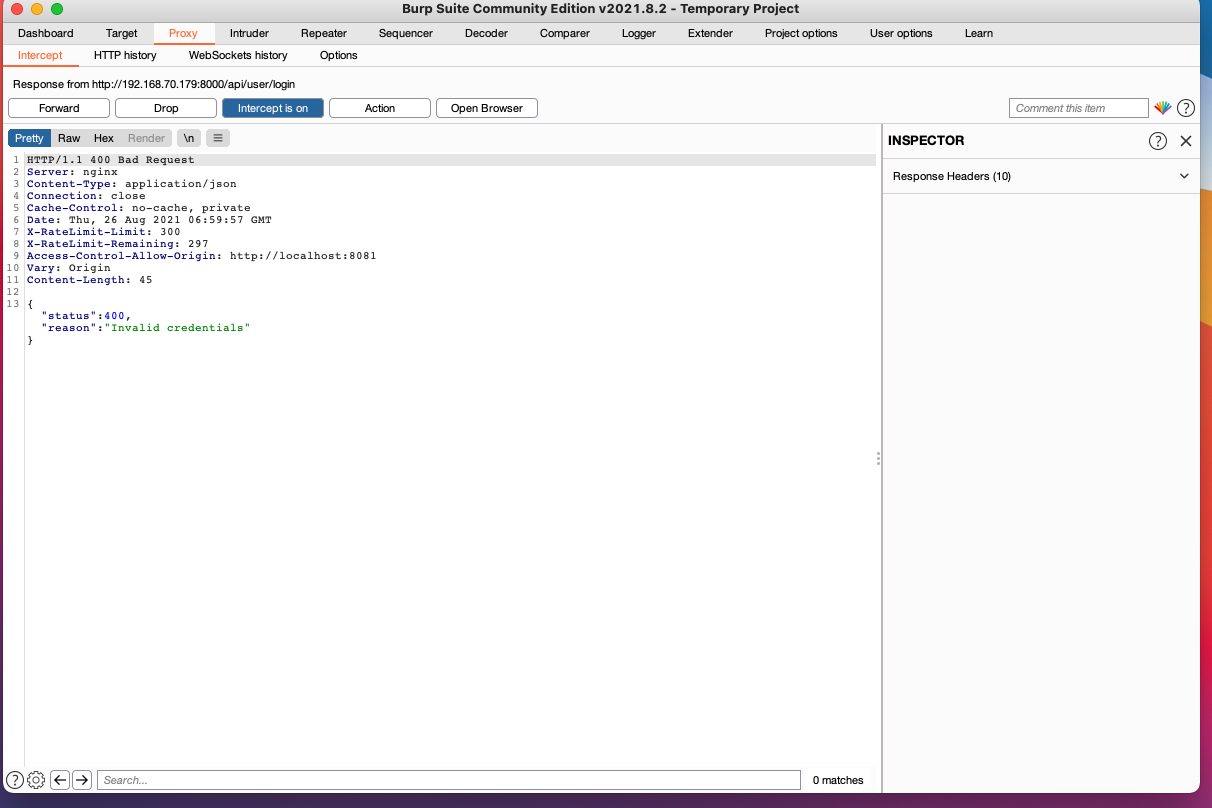 Burp Suite Community Edition v2021.8.2 - Temporary Project
Dashboard Target Proxy Intruder Repeater Sequencer Decoder Comparer Logger Extender Project options User options Learn
Intercept HTTP history WebSockets history Options
Response from http://192.168.70.179:8000/api/user/login
Forward Drop Intercept is on Action Open Browser Comment this item ?
Pretty Raw Hex Render \n
INSPECTOR ?
Response Headers (10)
1 HTTP/1.1 400 Bad Request
2 Server: nginx
3 Content-Type: application/json
4 Connection: close
5 Cache-Control: no-cache, private
6 Date: Thu, 26 Aug 2021 06:59:57 GMT
7 X-RateLimit-Limit: 300
8 X-RateLimit-Remaining: 297
9 Access-Control-Allow-Origin: http://localhost:8081
10 Vary: Origin
11 Content-Length: 45
12
13 {
"status":400,
"reason":"Invalid credentials"
}
? Search... 0 matches